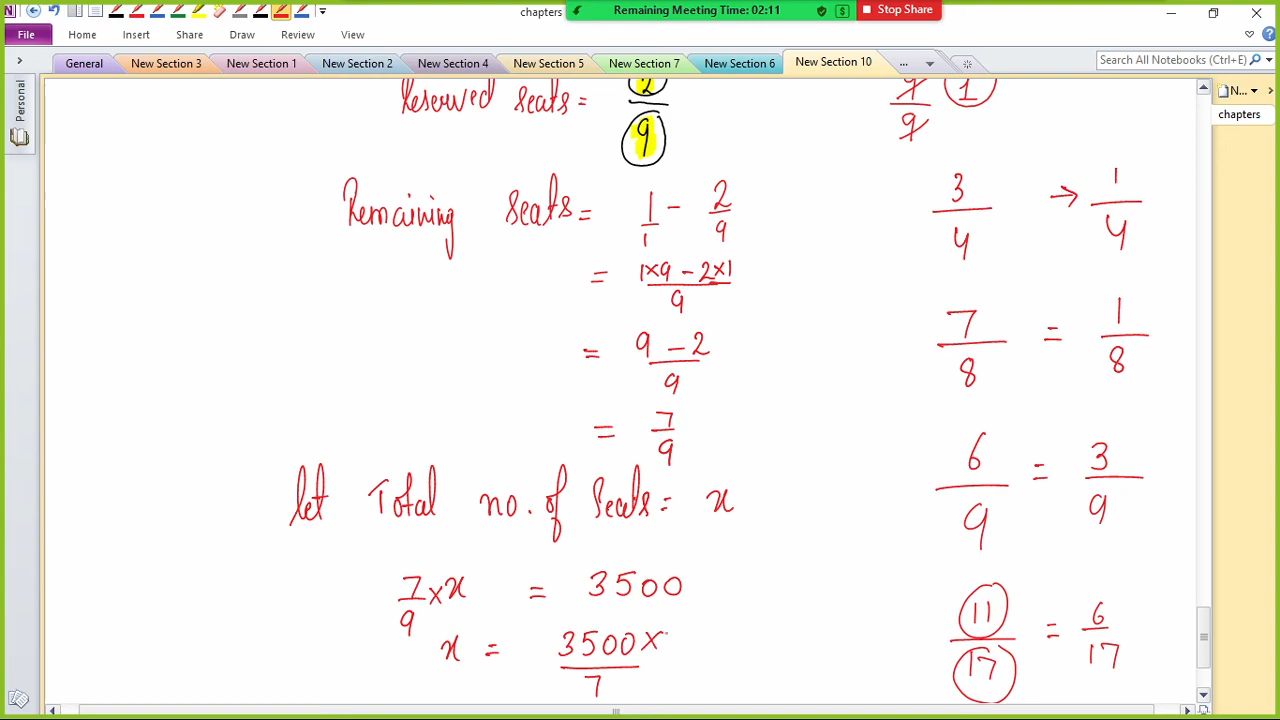 chapters
Remaining Meeting Time: 02:11
Stop Share
File Home Insert Share Draw Review View
General New Section 3 New Section 1 New Section 2 New Section 4 New Section 5 New Section 7 New Section 6 New Section 10 ... Search All Notebooks (Ctrl+E)
Personal
N...
chapters
Reserved seats = 2/9
9/9 1
Remaining seats = 1/1 - 2/9
= 1×9 - 2×1/9
= 9 - 2/9
= 7/9
let Total no. of Seats = x
7/9 × x = 3500
x = 3500×/7
3/4 → 1/4
7/8 = 1/8
6/9 = 3/9
11/17 = 6/17